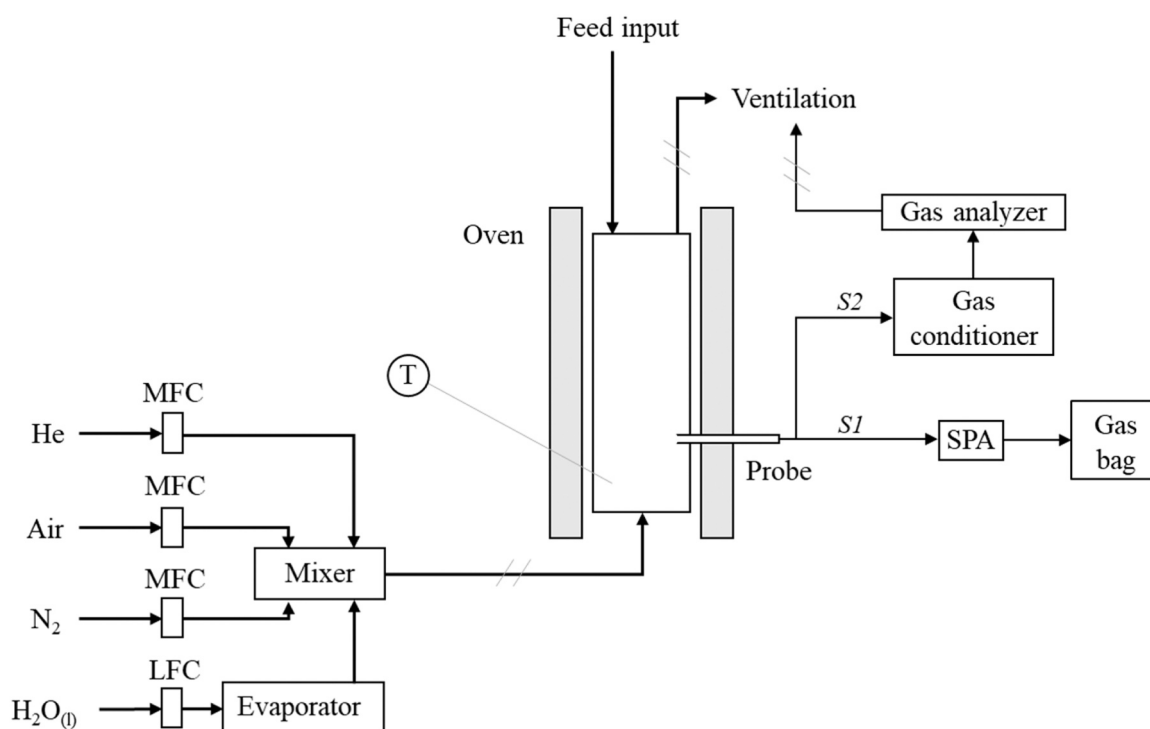 Feed input
Ventilation
Gas analyzer
Oven
S2
Gas
conditioner
T
MFC
He
S1
SPA
Gas
bag
Probe
MFC
Air
Mixer
MFC
N₂
LFC
H₂O₍ₗ₎
Evaporator